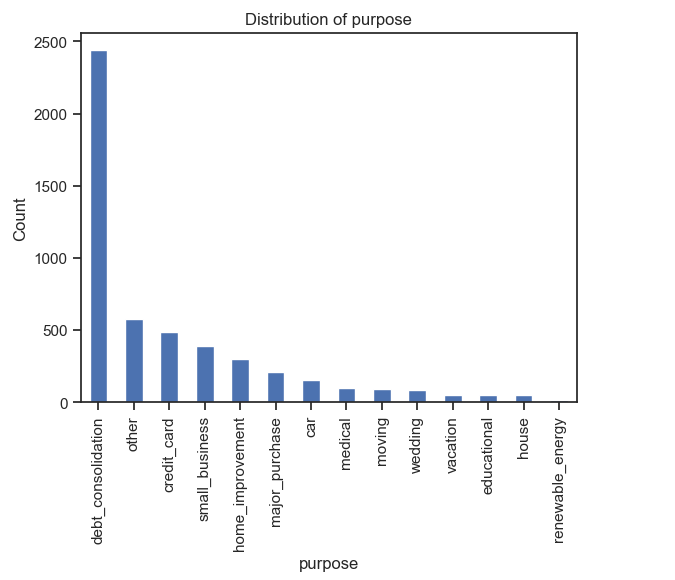 Distribution of purpose
2500
2000
1500
1000
500
0
Count
debt_consolidation
other
credit_card
small_business
home_improvement
major_purchase
car
medical
moving
wedding
vacation
educational
house
renewable_energy
purpose